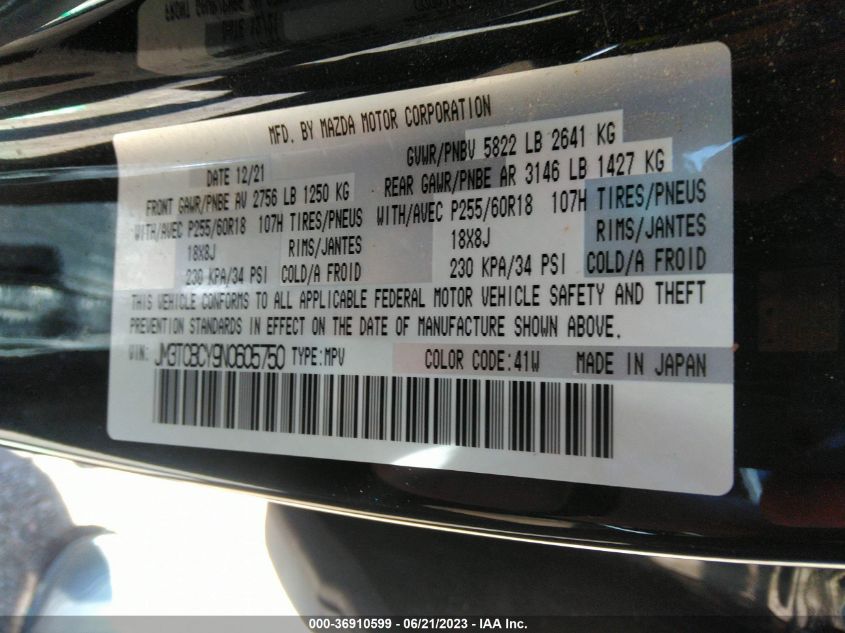 MFD. BY MAZDA MOTOR CORPORATION
DATE 12/21 GVWR/PNBV 5822 LB 2641 KG
FRONT GAWR/PNBE AV 2756 LB 1250 KG REAR GAWR/PNBE AR 3146 LB 1427 KG
WITH/AVEC P255/60R18 107H TIRES/PNEUS WITH/AVEC P255/60R18 107H TIRES/PNEUS
18X8J RIMS/JANTES 18X8J RIMS/JANTES
230 KPA/34 PSI COLD/A FROID 230 KPA/34 PSI COLD/A FROID
THIS VEHICLE CONFORMS TO ALL APPLICABLE FEDERAL MOTOR VEHICLE SAFETY AND THEFT
PREVENTION STANDARDS IN EFFECT ON THE DATE OF MANUFACTURE SHOWN ABOVE.
VIN: JM3TCBCY9N0605750 TYPE:MPV COLOR CODE:41W MADE IN JAPAN
000-36910599 - 06/21/2023 - IAA Inc.